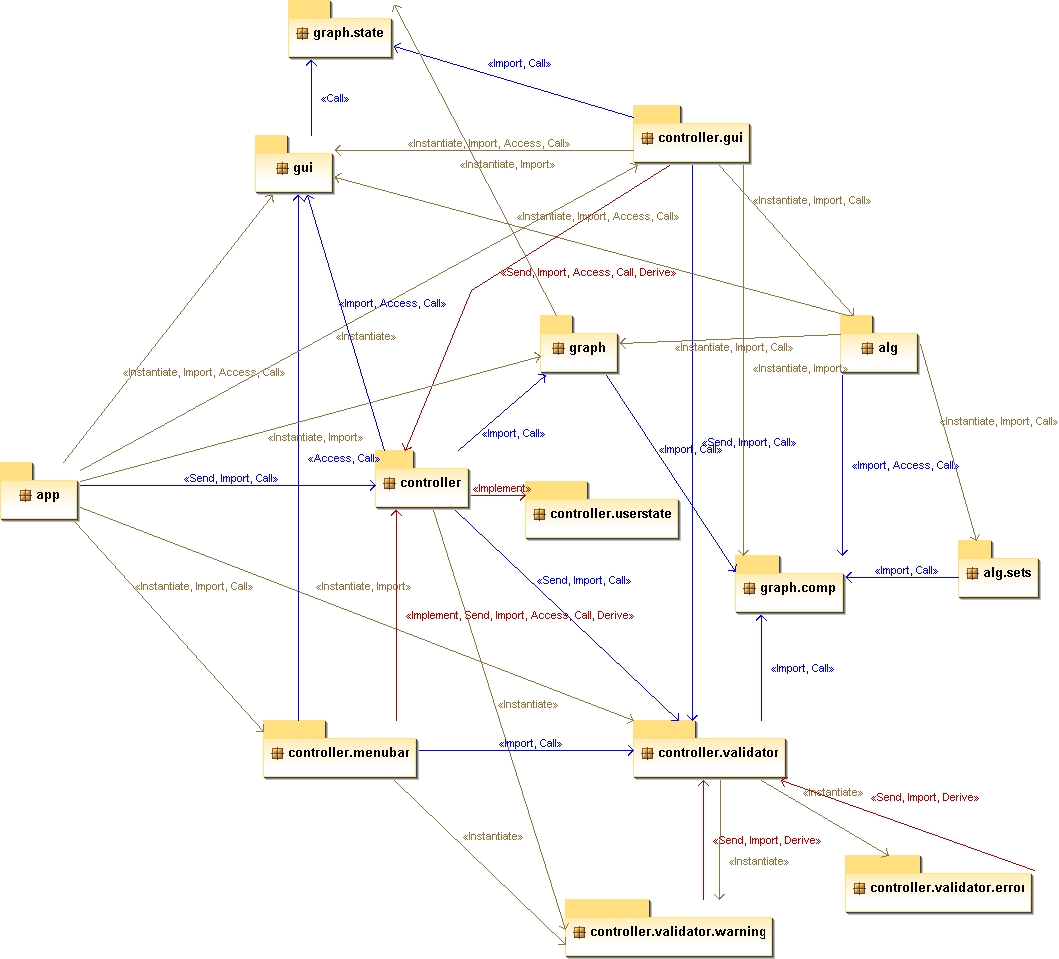 graph.state
«Import, Call»
«Call»
controller.gui
«Instantiate, Import, Access, Call»
«Instantiate, Import»
gui
«Instantiate, Import, Call»
«Instantiate, Import, Access, Call»
«Send, Import, Access, Call, Derive»
«Import, Access, Call»
«Instantiate»
graph
«Instantiate, Import, Call»
alg
«Instantiate, Import, Access, Call»
«Instantiate, Import»
«Instantiate, Import, Call»
«Instantiate, Import»
«Import, Call»
«Import, Call»
«Send, Import, Call»
«Access, Call»
«Import, Access, Call»
«Send, Import, Call»
controller
«Implement»
app
controller.userstate
«Import, Call»
alg.sets
«Send, Import, Call»
«Instantiate, Import, Call»
«Instantiate, Import»
graph.comp
«Implement, Send, Import, Access, Call, Derive»
«Import, Call»
«Instantiate»
«Import, Call»
controller.menubar
controller.validator
«Instantiate»
«Send, Import, Derive»
«Instantiate»
«Send, Import, Derive»
«Instantiate»
controller.validator.error
controller.validator.warning